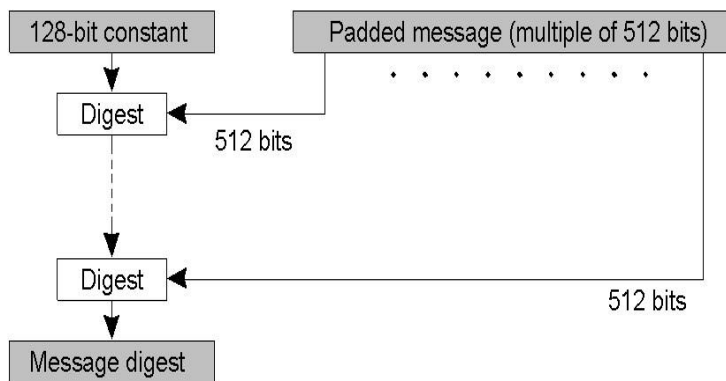 128-bit constant
Padded message (multiple of 512 bits)
Digest
512 bits
Digest
512 bits
Message digest